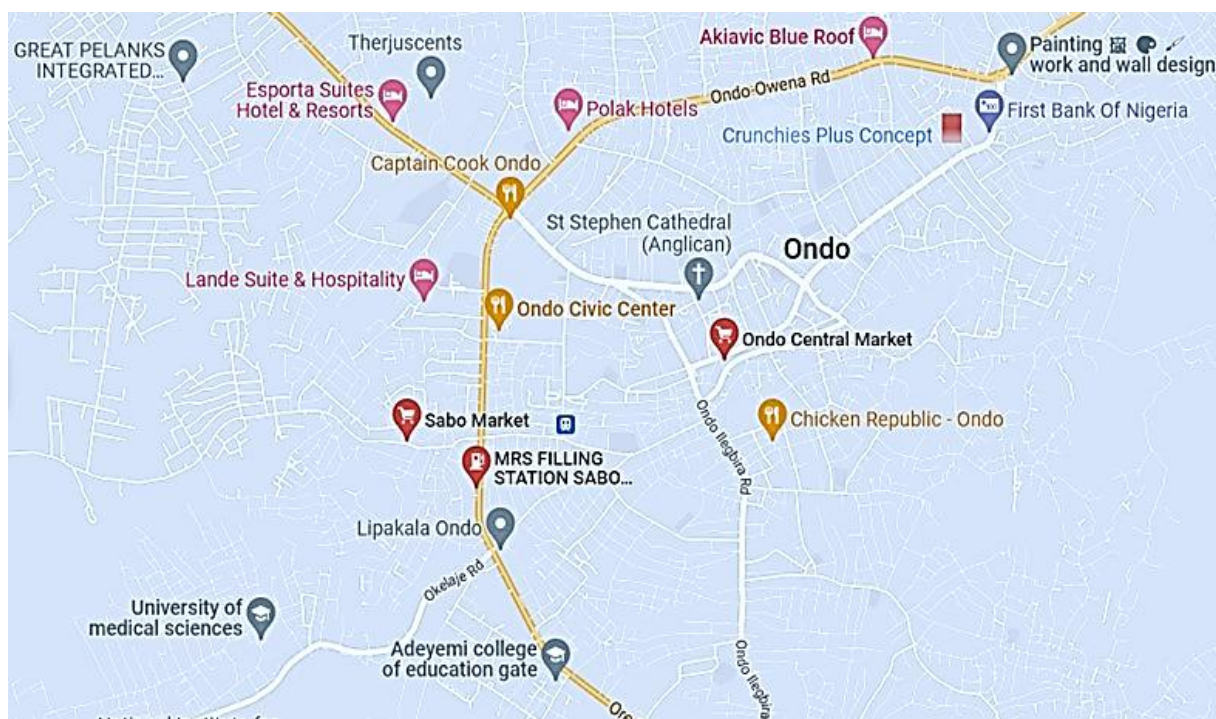 GREAT PELANKS
INTEGRATED...
Therjuscents
Esporta Suites
Hotel & Resorts
Akiavic Blue Roof
Painting
work and wall design
Ondo-Owena Rd
Polak Hotels
First Bank Of Nigeria
Crunchies Plus Concept
Captain Cook Ondo
St Stephen Cathedral
(Anglican)
Ondo
Lande Suite & Hospitality
Ondo Civic Center
Ondo Central Market
Sabo Market
Chicken Republic - Ondo
Ondo Ilegbira Rd
MRS FILLING
STATION SABO...
Lipakala Ondo
Okelaje Rd
University of
medical sciences
Adeyemi college
of education gate
Ondo Ilegbira